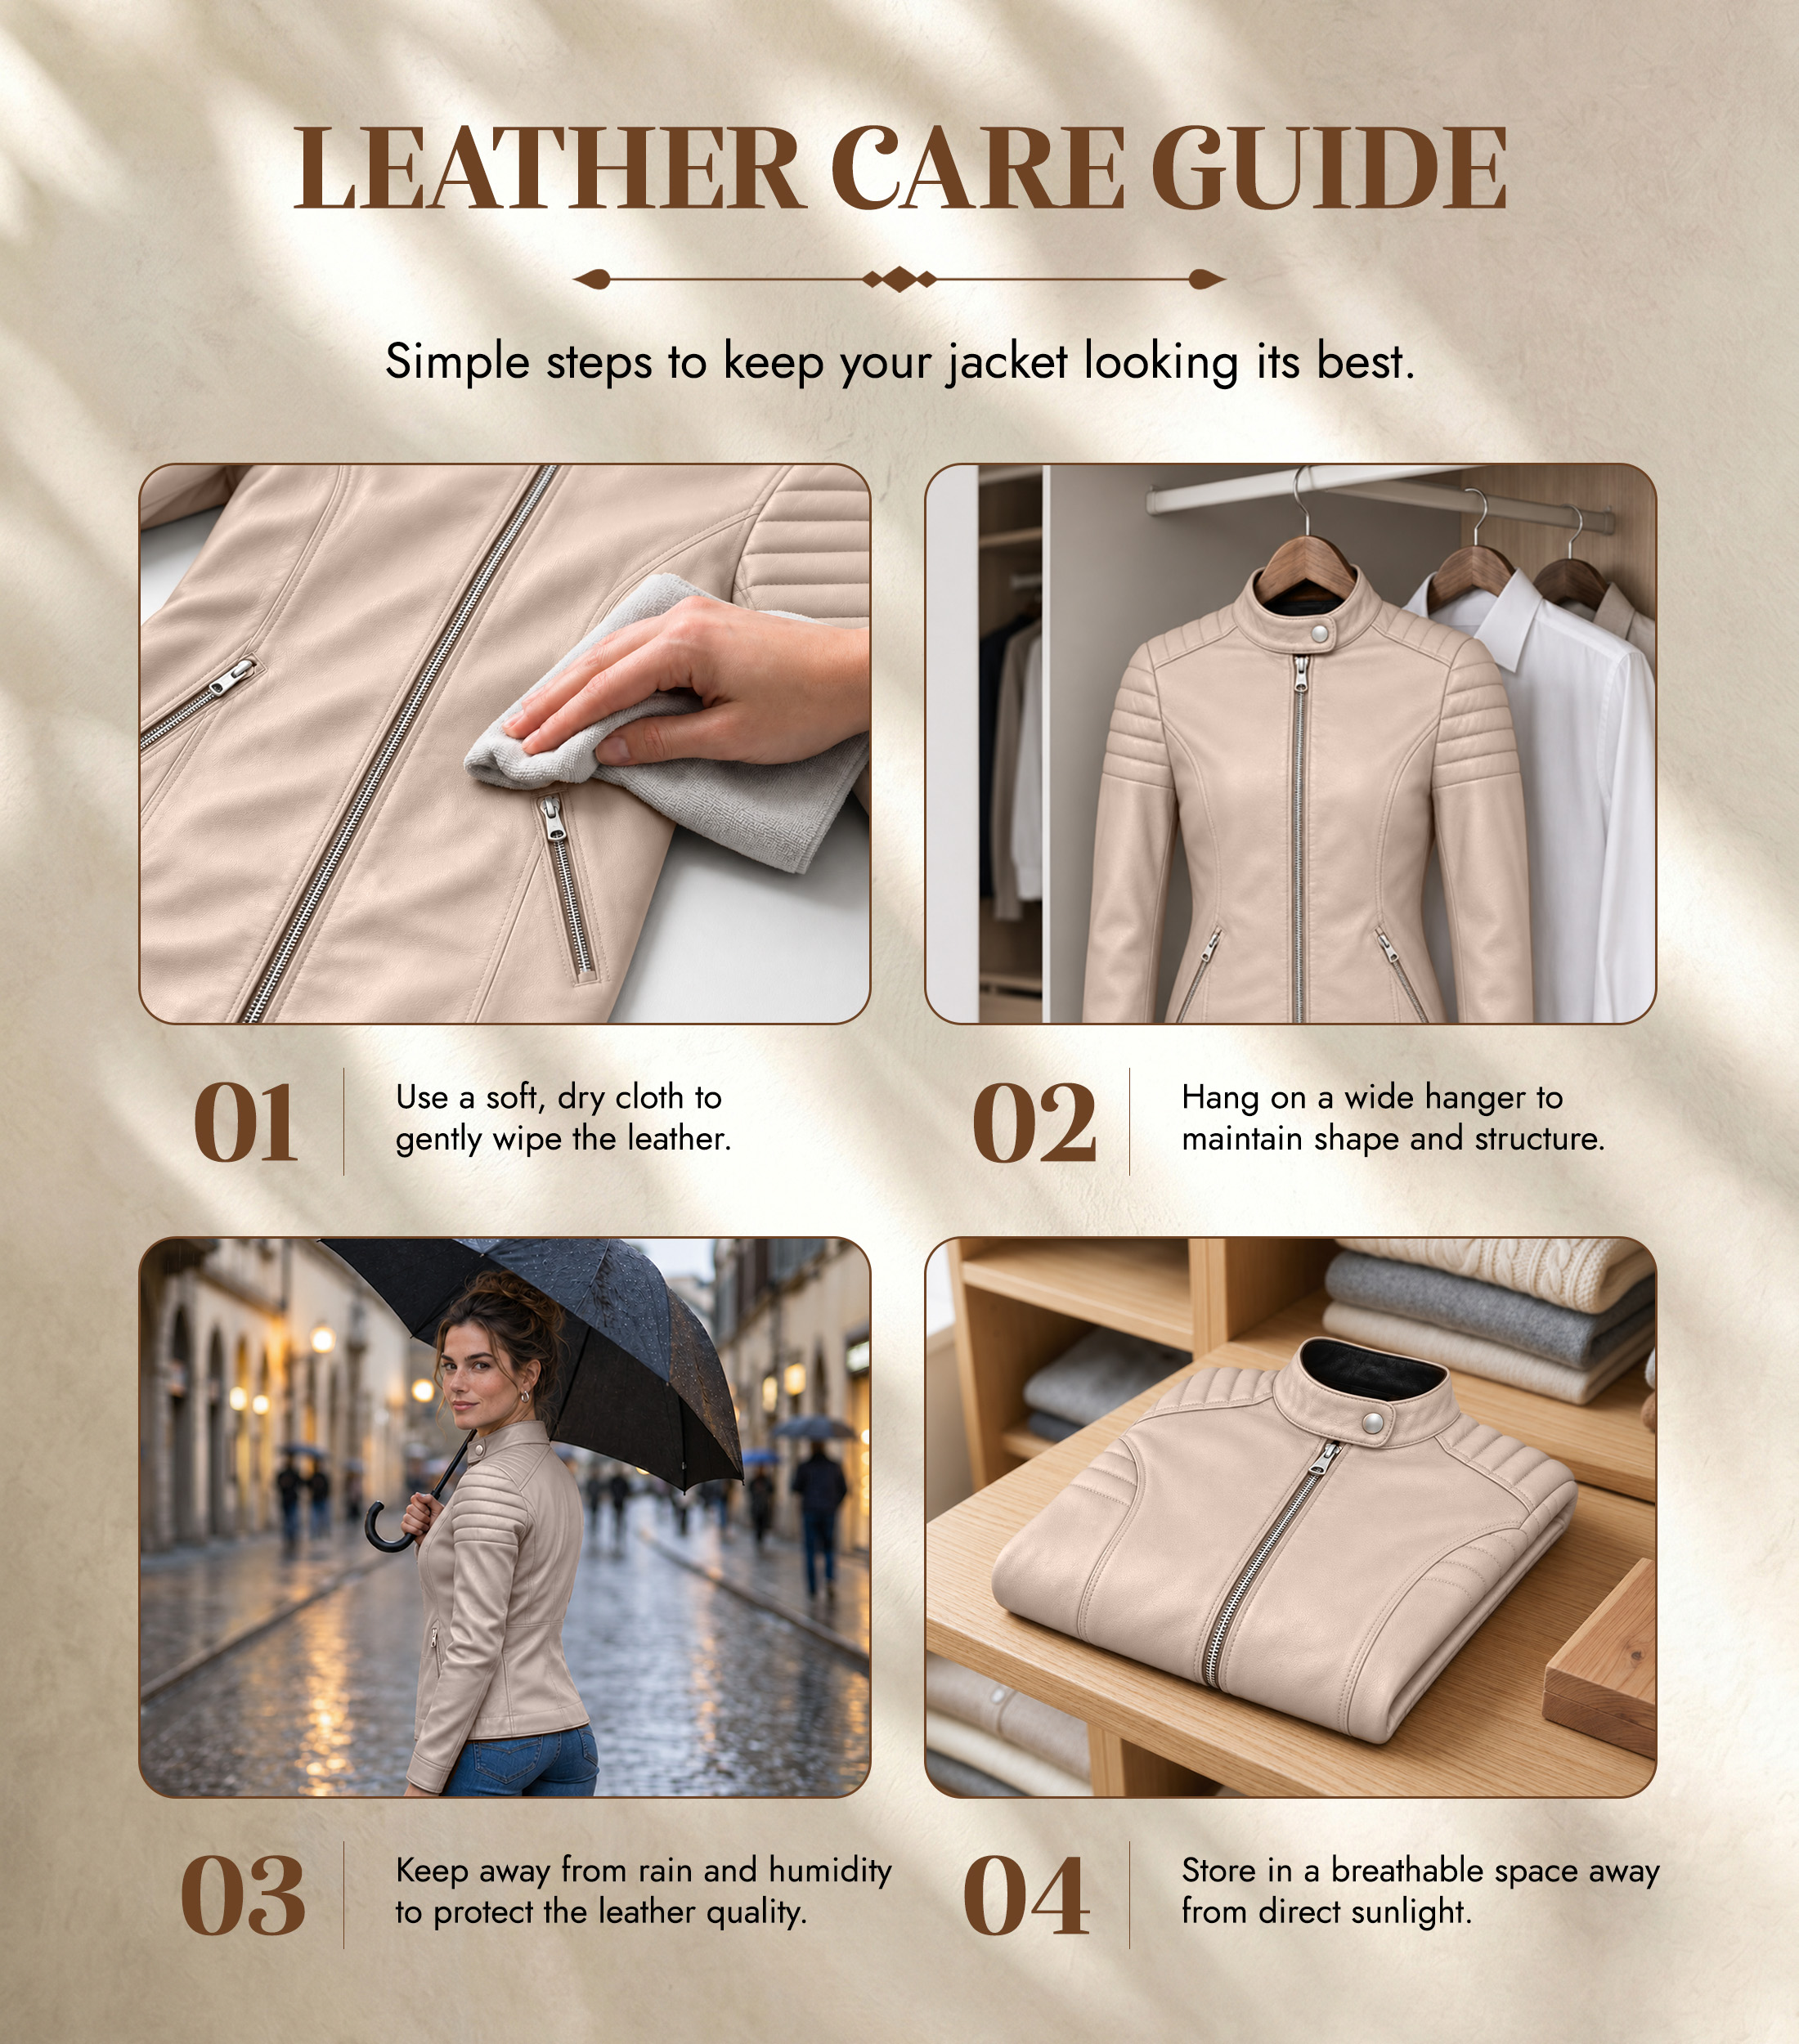 LEATHER CARE GUIDE
Simple steps to keep your jacket looking its best.
01
Use a soft, dry cloth to
gently wipe the leather.
02
Hang on a wide hanger to
maintain shape and structure.
03
Keep away from rain and humidity
to protect the leather quality.
04
Store in a breathable space away
from direct sunlight.